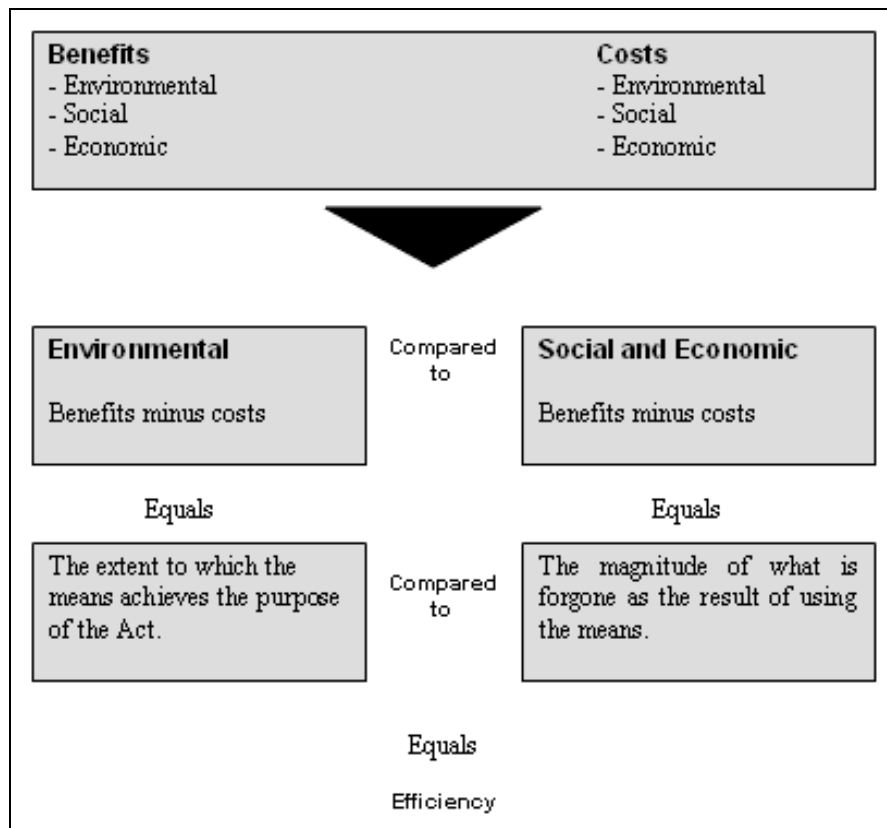 Benefits
- Environmental
- Social
- Economic
Costs
- Environmental
- Social
- Economic
Environmental
Benefits minus costs
Compared
to
Social and Economic
Benefits minus costs
Equals
Equals
The extent to which the
means achieves the purpose
of the Act.
Compared
to
The magnitude of what is
forgone as the result of using
the means.
Equals
Efficiency